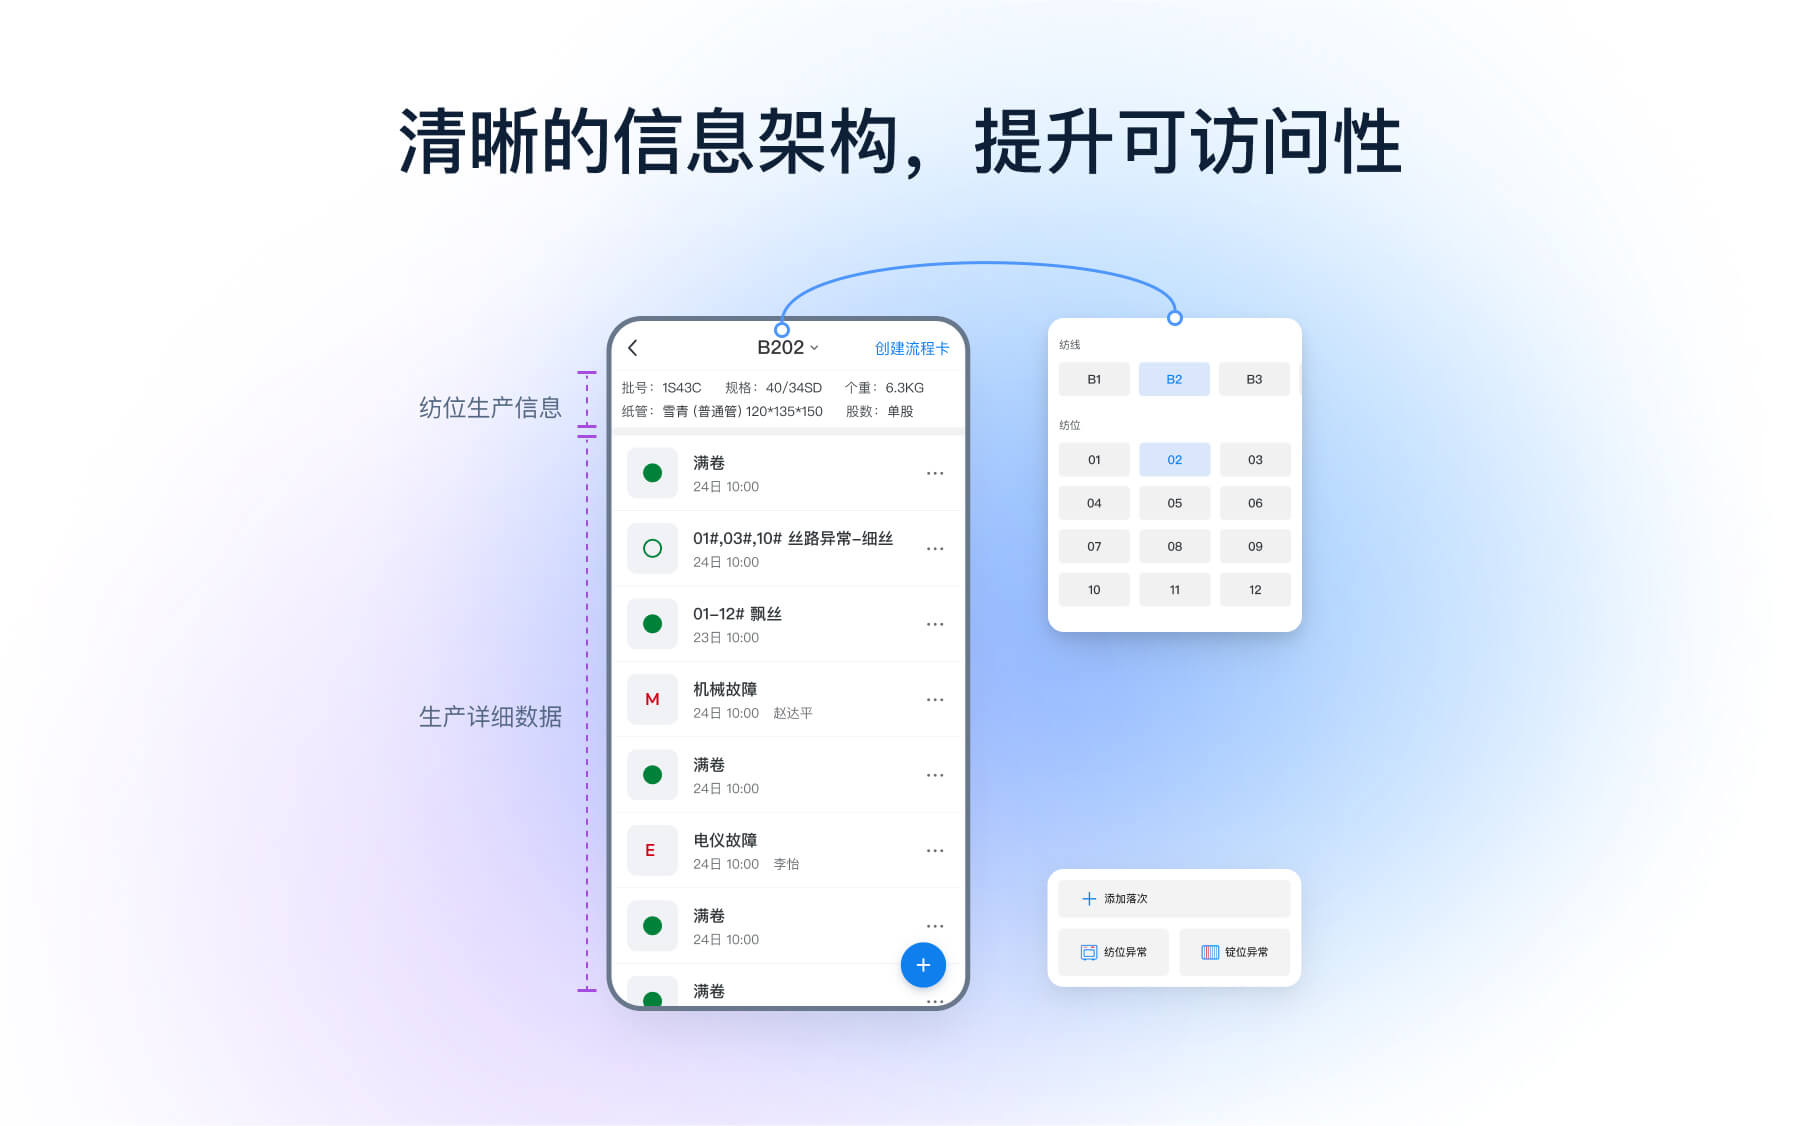 清晰的信息架构，提升可访问性
B202
创建流程卡
批号：1S43C 规格：40/34SD 个重：6.3KG
纸管：雪青 (普通管) 120*135*150 股数：单股
纺位生产信息
生产详细数据
满卷
24日 10:00
01#,03#,10# 丝路异常-细丝
24日 10:00
01-12# 飘丝
23日 10:00
M
机械故障
24日 10:00 赵达平
满卷
24日 10:00
E
电仪故障
24日 10:00 李怡
满卷
24日 10:00
满卷
纺线
B1 B2 B3
纺位
01 02 03
04 05 06
07 08 09
10 11 12
添加落次
纺位异常 锭位异常